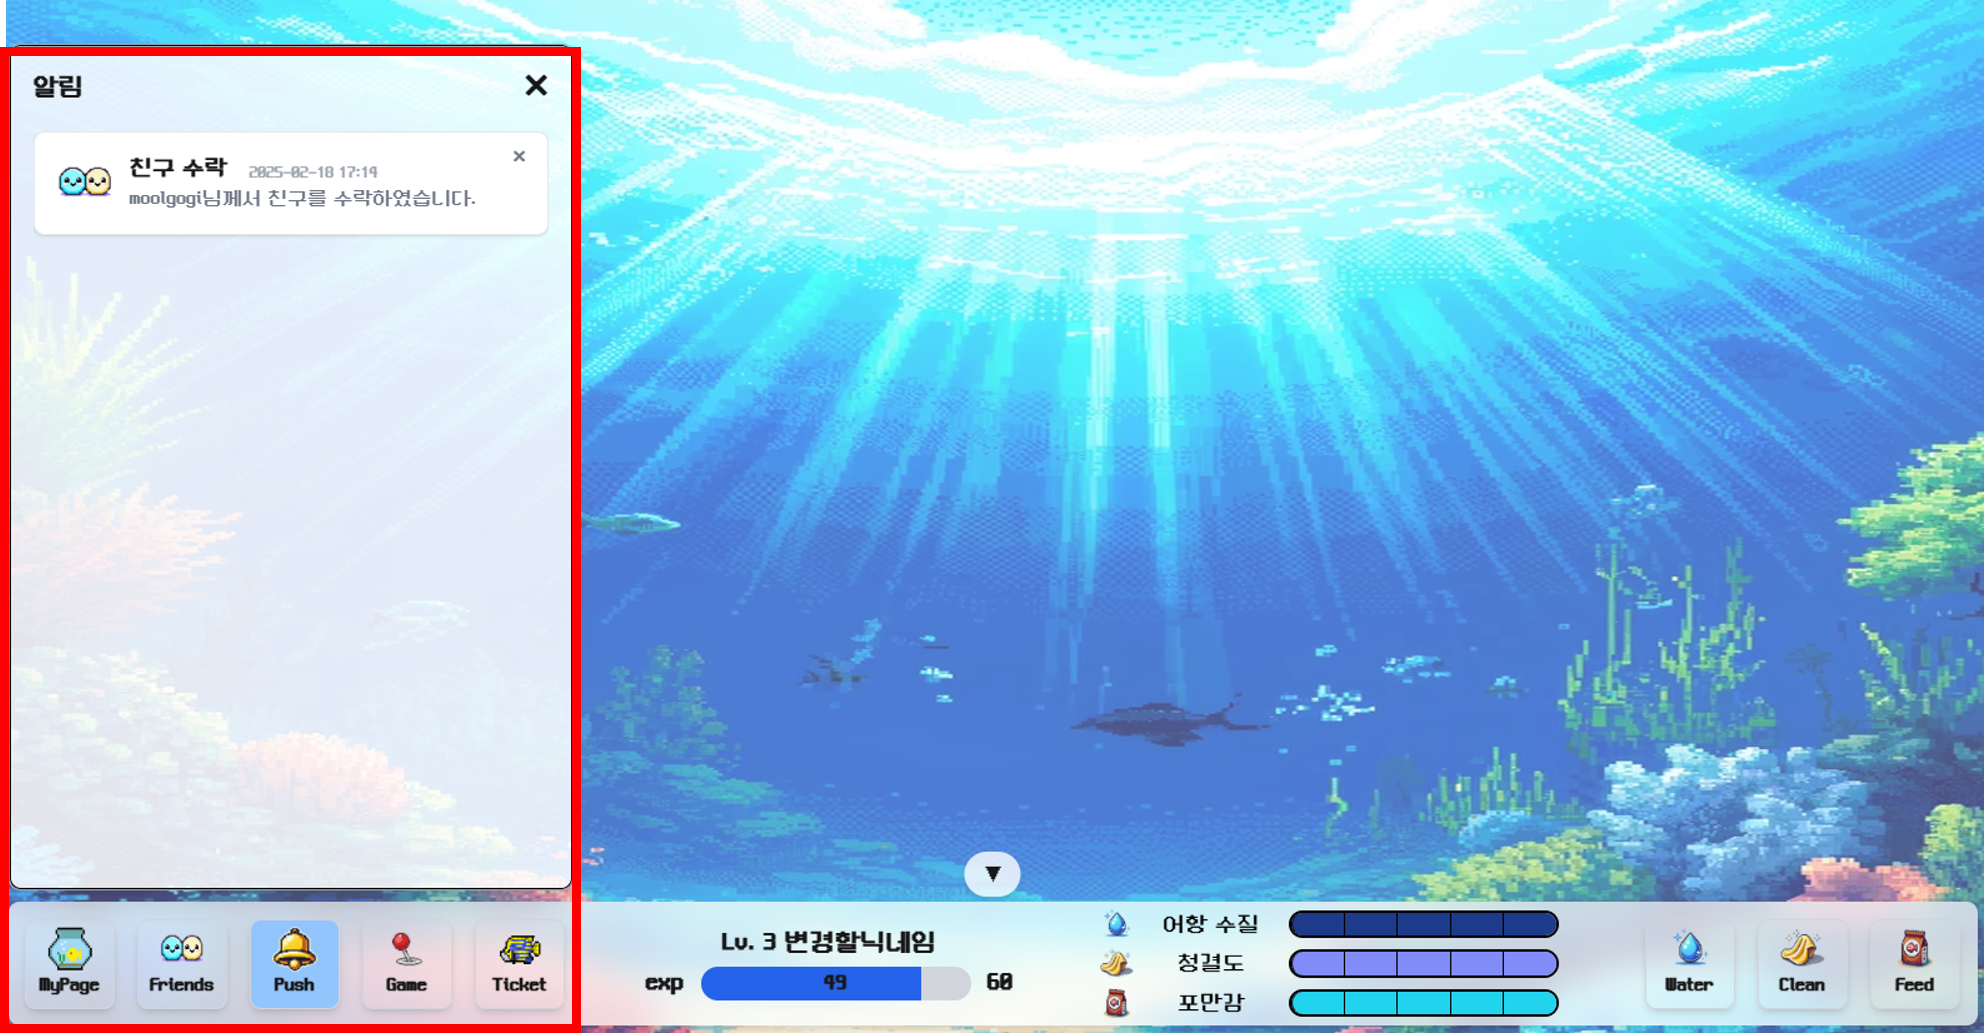 알림
친구 수락 2025-02-18 17:14
moolgogi님께서 친구를 수락하였습니다.
MyPage
Friends
Push
Game
Ticket
Lv. 3 변경할닉네임
exp 49 60
어항 수질
청결도
포만감
Water
Clean
Feed